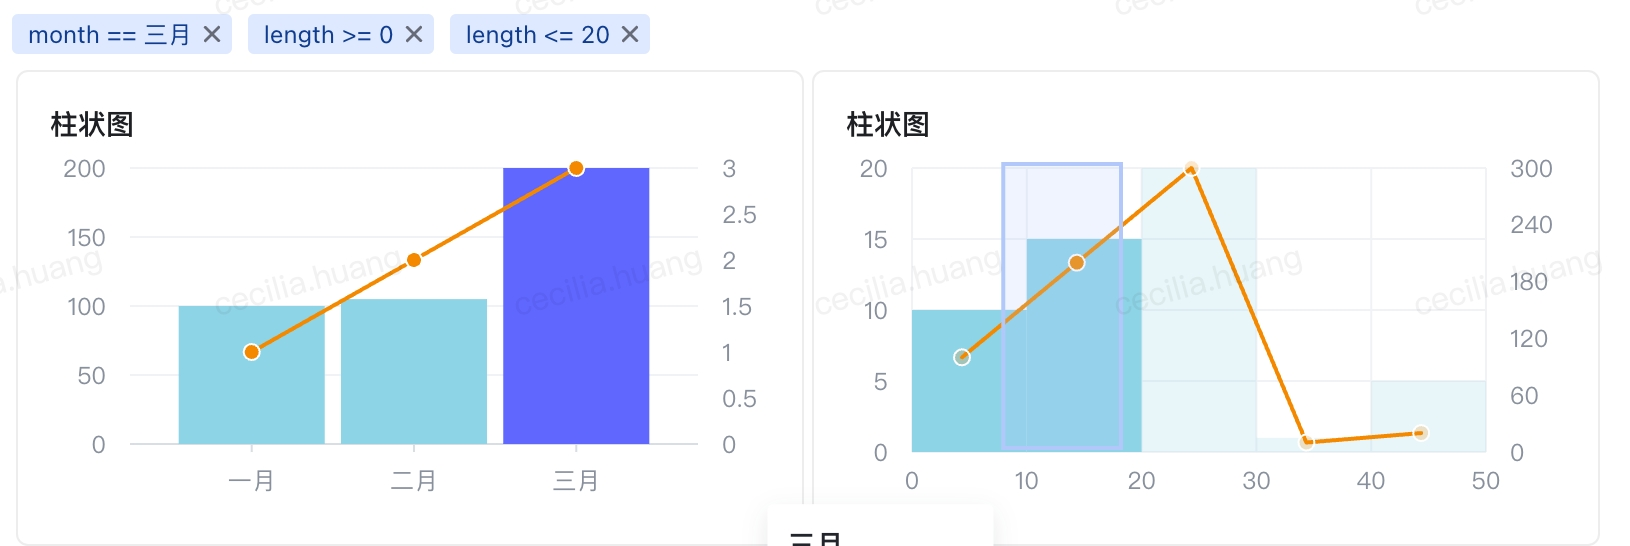 month == 三月 ✕ length >= 0 ✕ length <= 20 ✕
柱状图
200
150
100
50
0
3
2.5
2
1.5
1
0.5
0
一月 二月 三月
柱状图
20
15
10
5
0
300
240
180
120
60
0
0 10 20 30 40 50
三月
cecilia.huang
cecilia.huang
cecilia.huang
cecilia.huang
cecilia.huang